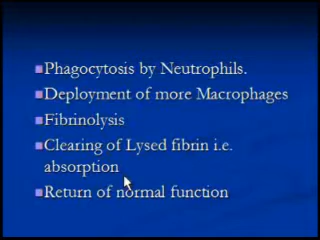 Phagocytosis by Neutrophils.
Deployment of more Macrophages
Fibrinolysis
Clearing of Lysed fibrin i.e.
absorption
Return of normal function